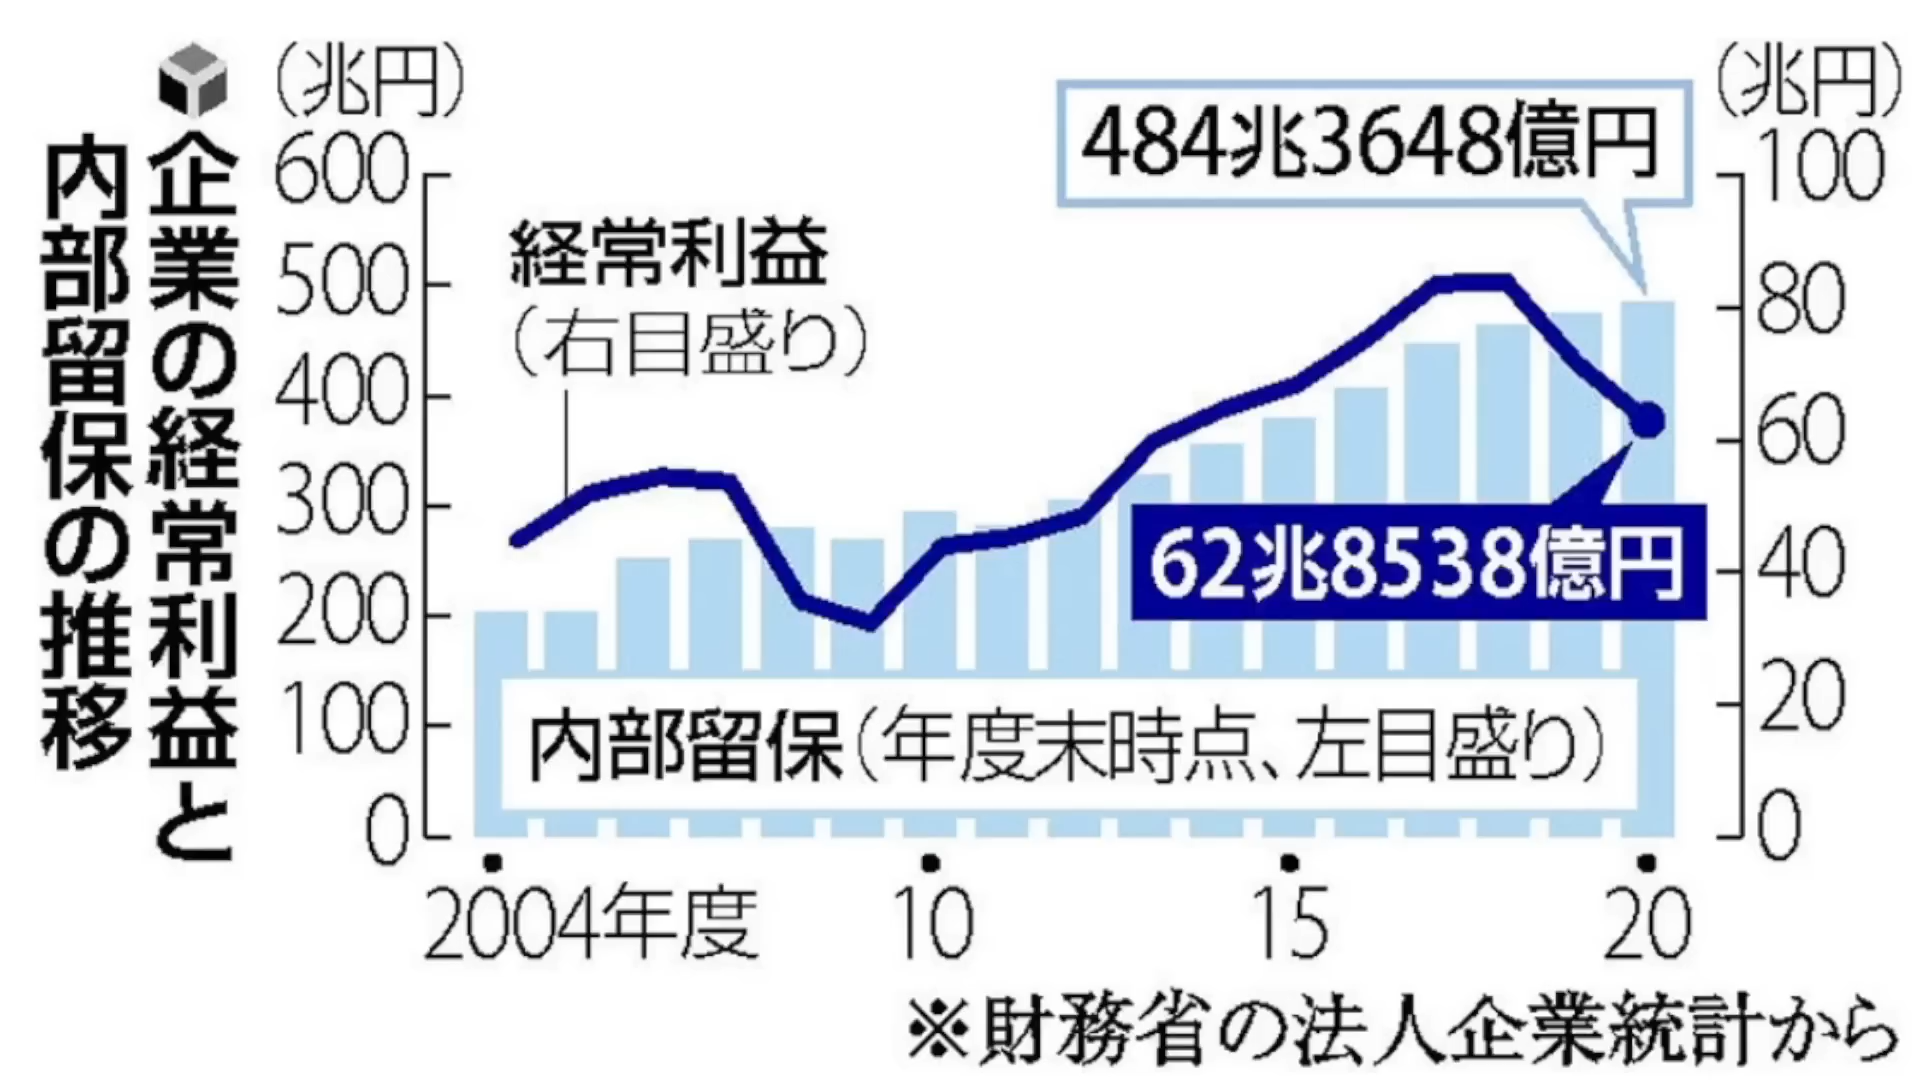 企業の経常利益と
内部留保の推移
（兆円）
600
500
400
300
200
100
0
経常利益
（右目盛り）
484兆3648億円
62兆8538億円
内部留保（年度末時点、左目盛り）
（兆円）
100
80
60
40
20
0
2004年度
10
15
20
※財務省の法人企業統計から